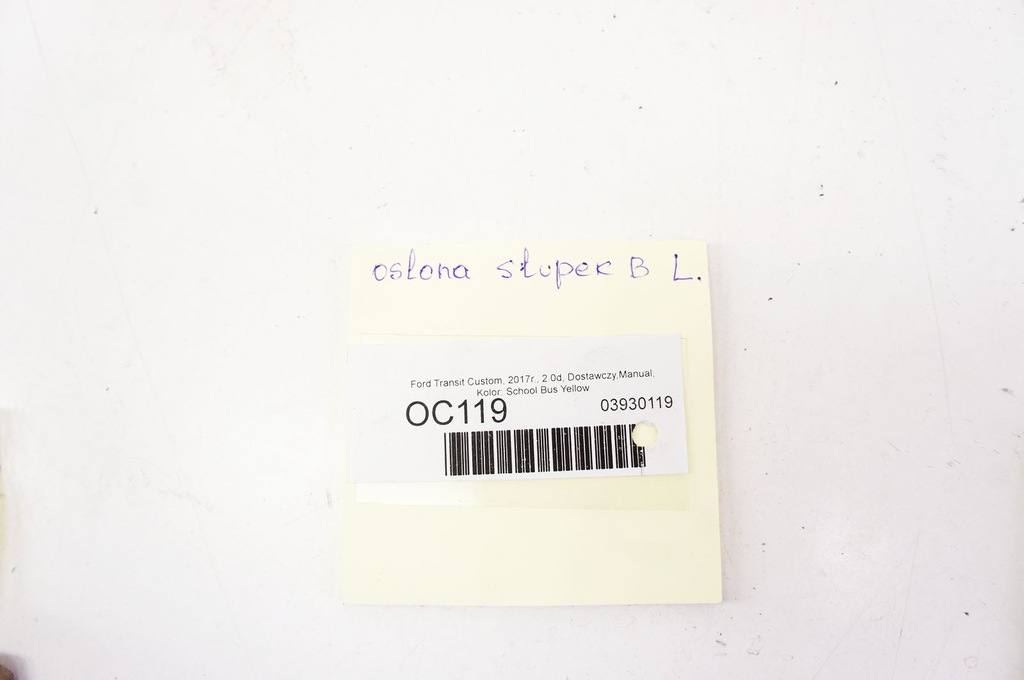 osłona słupek B L.
Ford Transit Custom, 2017r., 2.0d, Dostawczy,Manual,
Kolor: School Bus Yellow
OC119 03930119